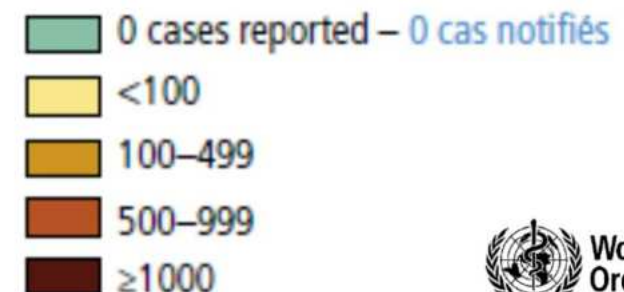 0 cases reported – 0 cas notifiés
<100
100–499
500–999
≥1000